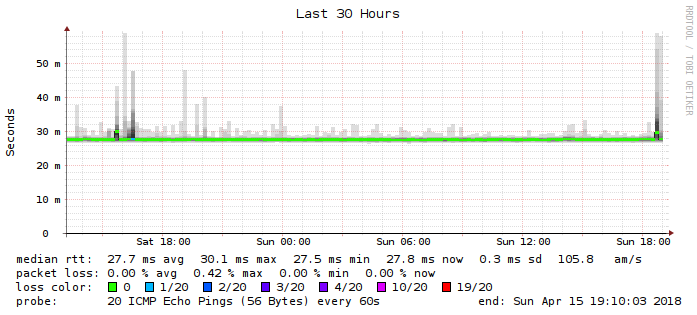 Last 30 Hours
RRDTOOL / TOBI OETIKER
Seconds
50 m
40 m
30 m
20 m
10 m
0
Sat 18:00 Sun 00:00 Sun 06:00 Sun 12:00 Sun 18:00
median rtt: 27.7 ms avg 30.1 ms max 27.5 ms min 27.8 ms now 0.3 ms sd 105.8 am/s
packet loss: 0.00 % avg 0.42 % max 0.00 % min 0.00 % now
loss color: 0 1/20 2/20 3/20 4/20 10/20 19/20
probe: 20 ICMP Echo Pings (56 Bytes) every 60s end: Sun Apr 15 19:10:03 2018